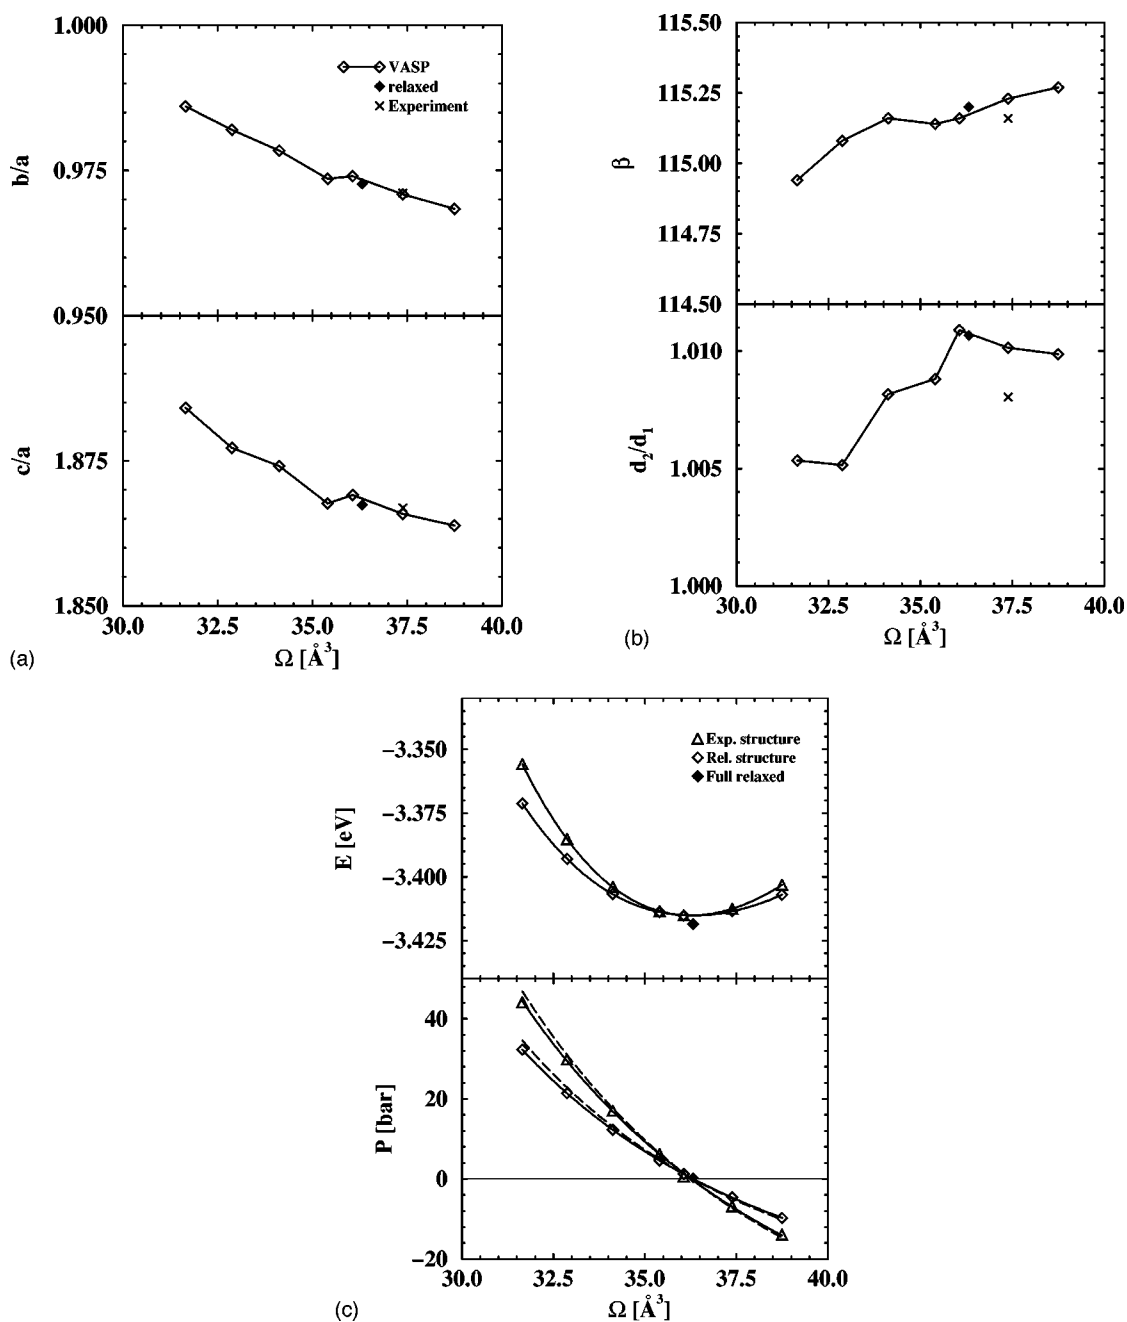 1.000
VASP
relaxed
Experiment
0.975
b/a
0.950
1.875
c/a
1.850
30.0 32.5 35.0 37.5 40.0
Ω [Å³]
(a)
115.50
115.25
115.00
β
114.75
114.50
1.010
d₂/d₁
1.005
1.000
30.0 32.5 35.0 37.5 40.0
Ω [Å³]
(b)
Exp. structure
Rel. structure
Full relaxed
−3.350
−3.375
E [eV]
−3.400
−3.425
40
20
P [bar]
0
−20
30.0 32.5 35.0 37.5 40.0
Ω [Å³]
(c)